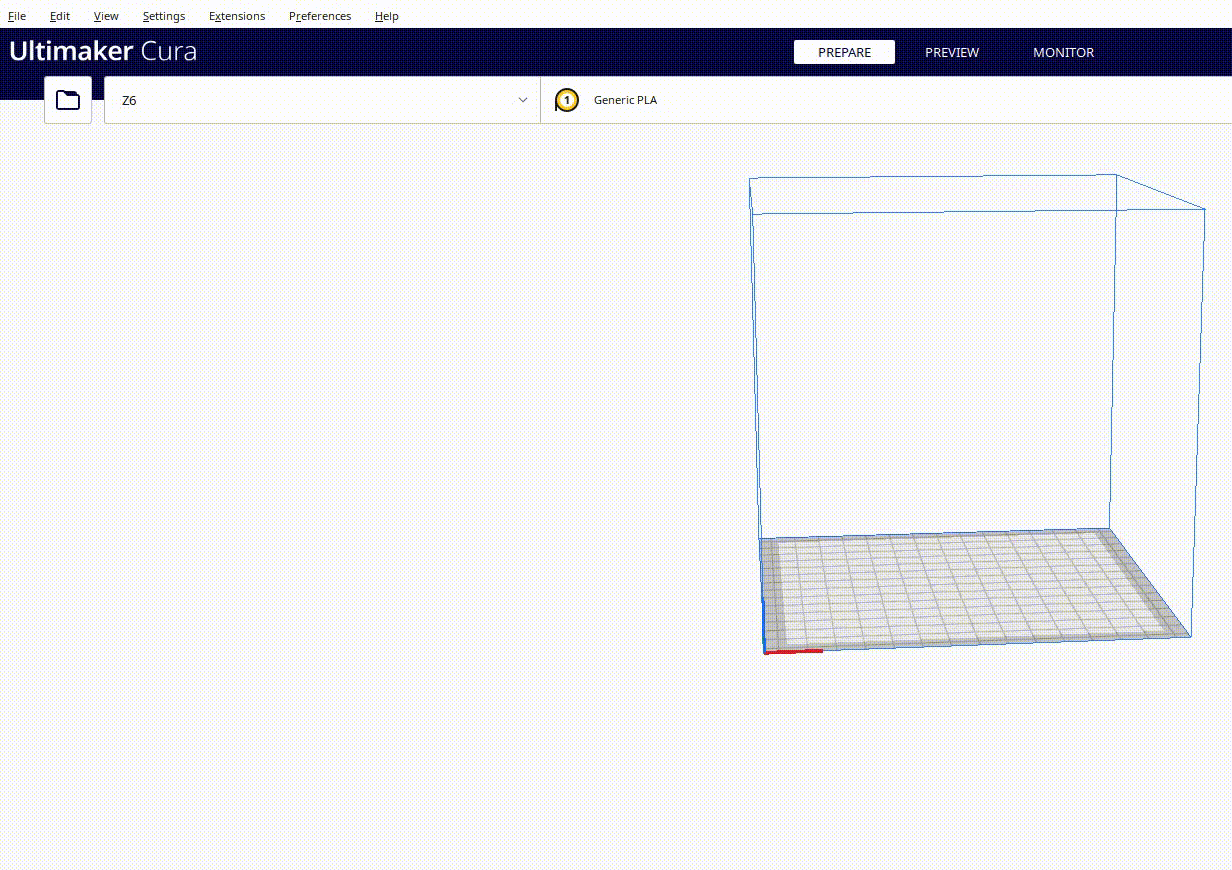 File Edit View Settings Extensions Preferences Help
Ultimaker Cura PREPARE PREVIEW MONITOR
Z6 1 Generic PLA